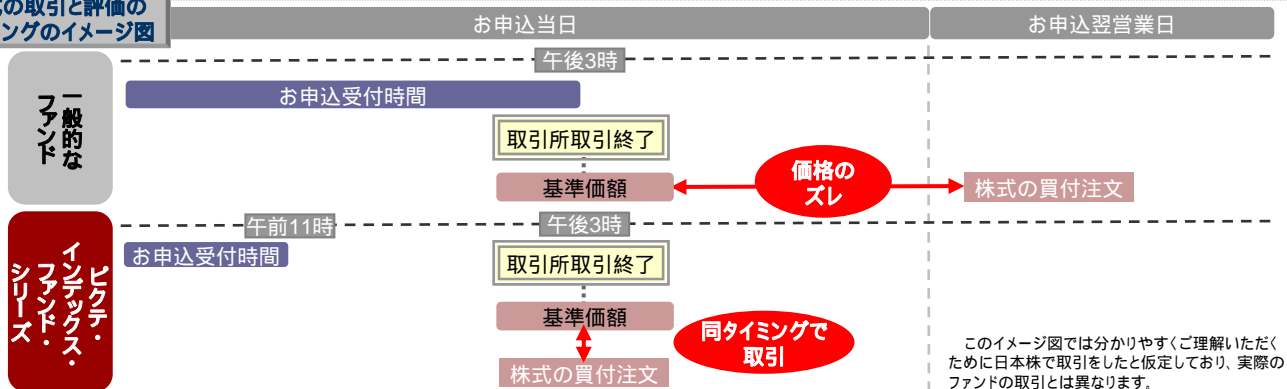 の取引と評価の
ングのイメージ図
お申込当日
お申込翌営業日
午後3時
一般的な
ファンド
お申込受付時間
取引所取引終了
基準価額
価格の
ズレ
株式の買付注文
午前11時
午後3時
ピクテ・
インデックス・
ファンド・
シリーズ
お申込受付時間
取引所取引終了
基準価額
同タイミングで
取引
株式の買付注文
このイメージ図では分かりやすくご理解いただく
ために日本株で取引をしたと仮定しており、実際の
ファンドの取引とは異なります。